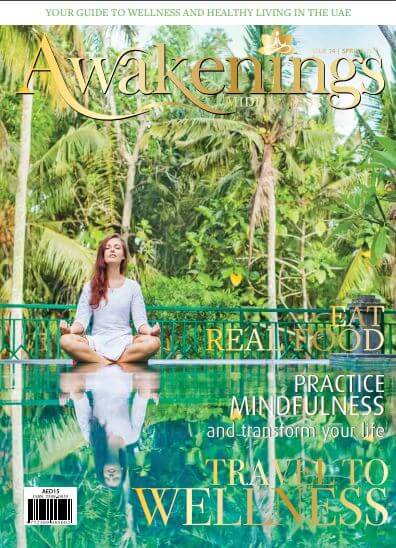 YOUR GUIDE TO WELLNESS AND HEALTHY LIVING IN THE UAE
Awakenings
EAT
REAL FOOD
PRACTICE
MINDFULNESS
and transform your life
TRAVEL TO
WELLNESS
AED15